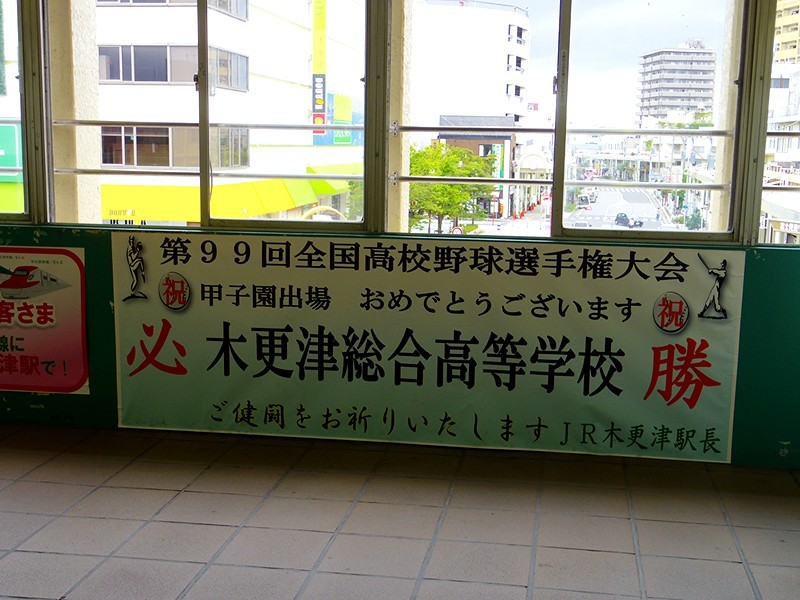 第９９回全国高校野球選手権大会
祝 甲子園出場　おめでとうございます 祝
必 木更津総合高等学校 勝
ご健闘をお祈りいたします JR木更津駅長
客さま
線に
津駅で！